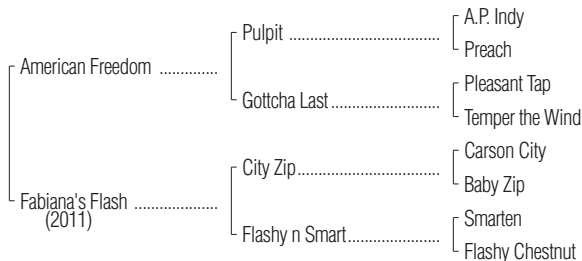 A.P. Indy
Pulpit ..................................
Preach
American Freedom .............
Pleasant Tap
Gottcha Last........................
Temper the Wind
Carson City
City Zip................................
Baby Zip
Fabiana's Flash ..................
(2011)
Smarten
Flashy n Smart.....................
Flashy Chestnut